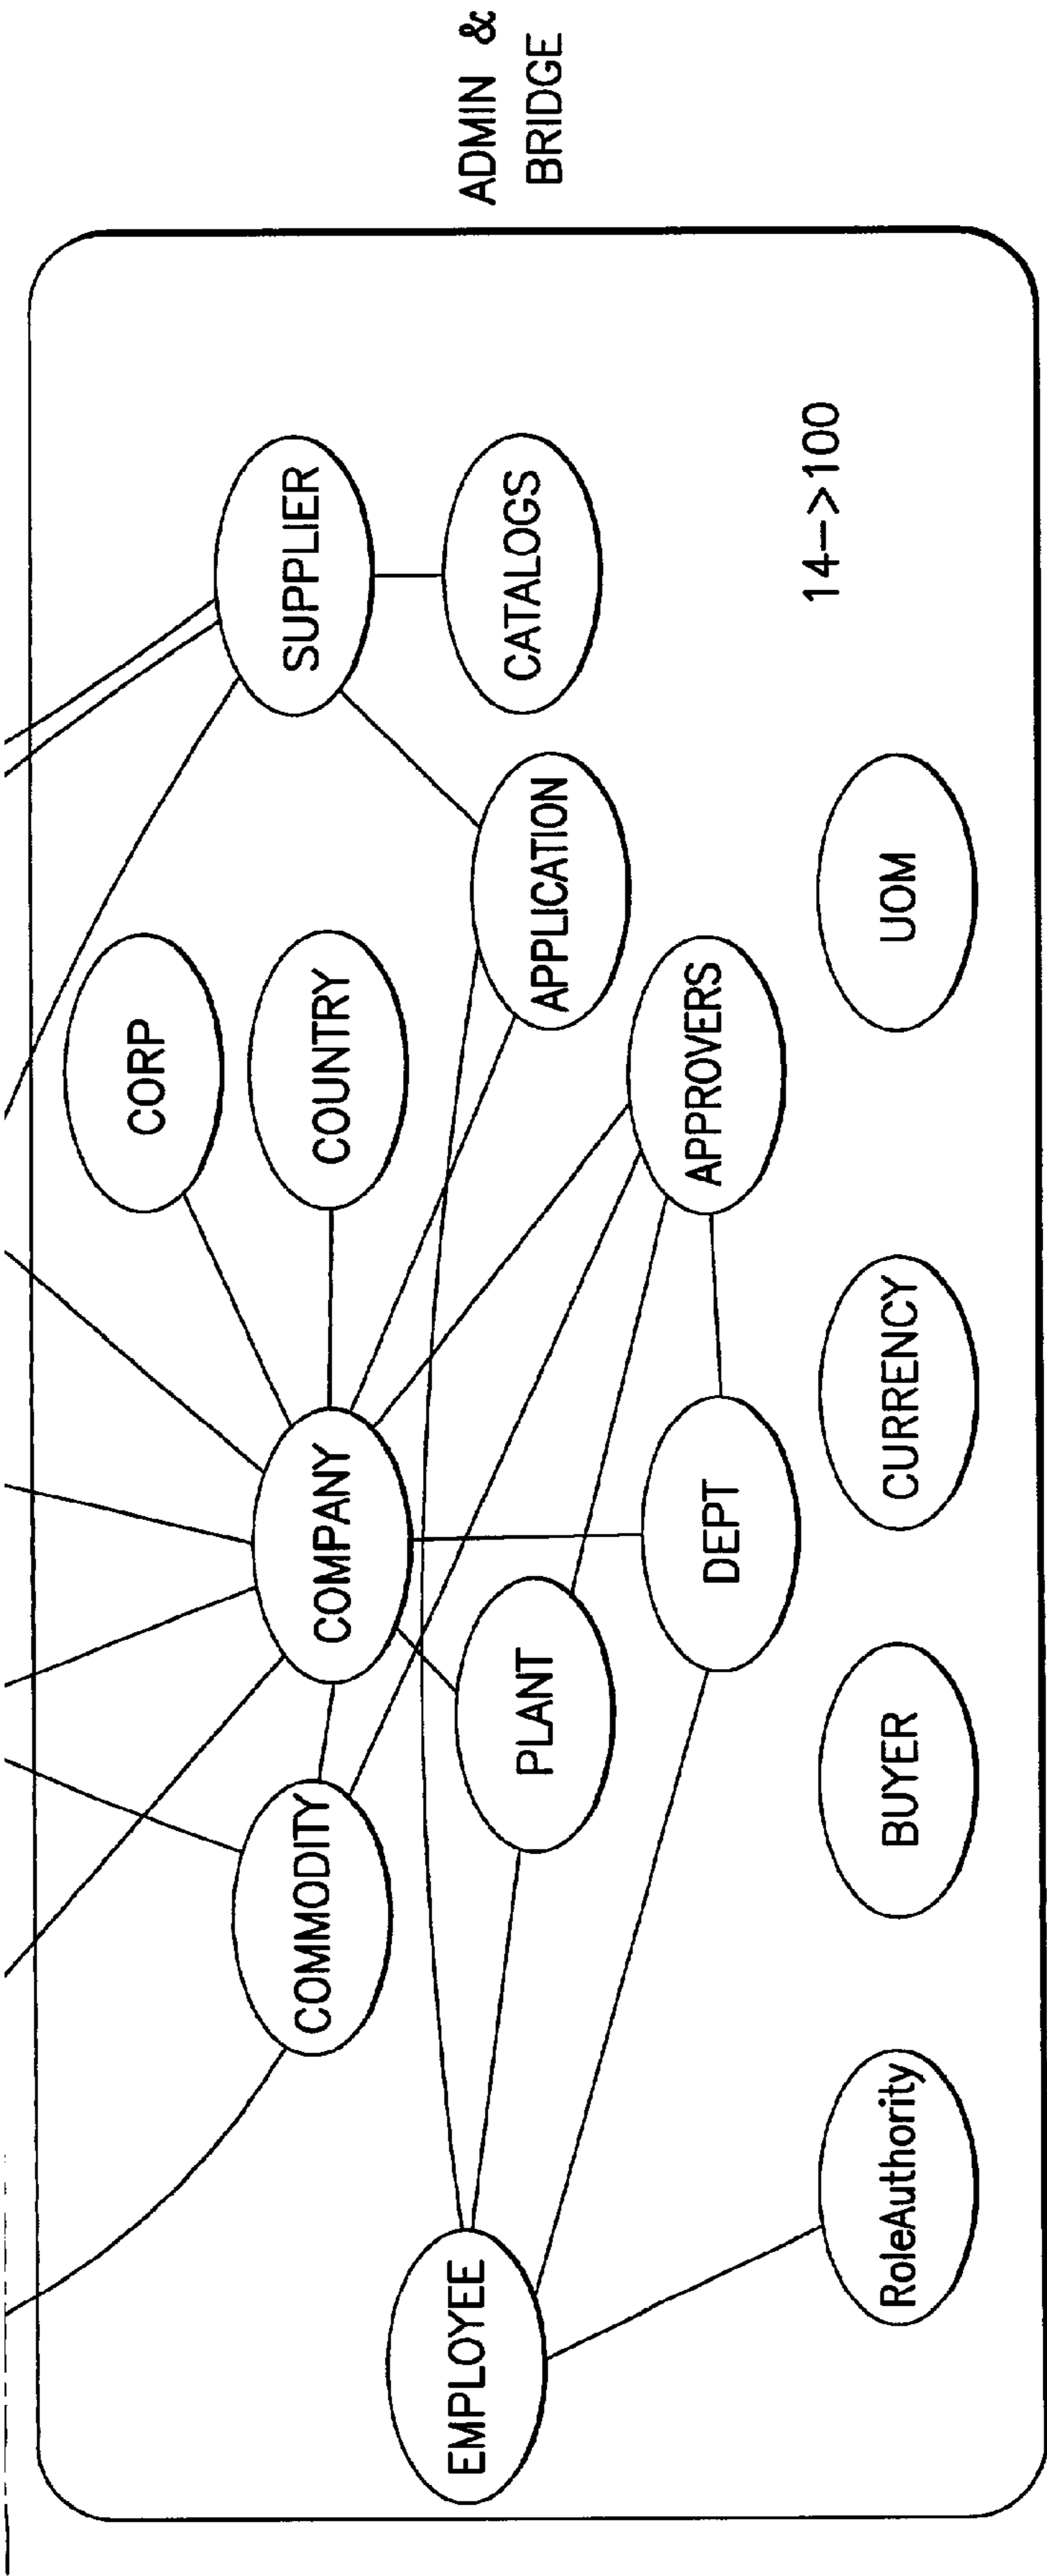 ADMIN &
BRIDGE
CORP
SUPPLIER
COMMODITY
COMPANY
COUNTRY
EMPLOYEE
PLANT
APPLICATION
CATALOGS
DEPT
APPROVERS
14->100
RoleAuthority
BUYER
CURRENCY
UOM